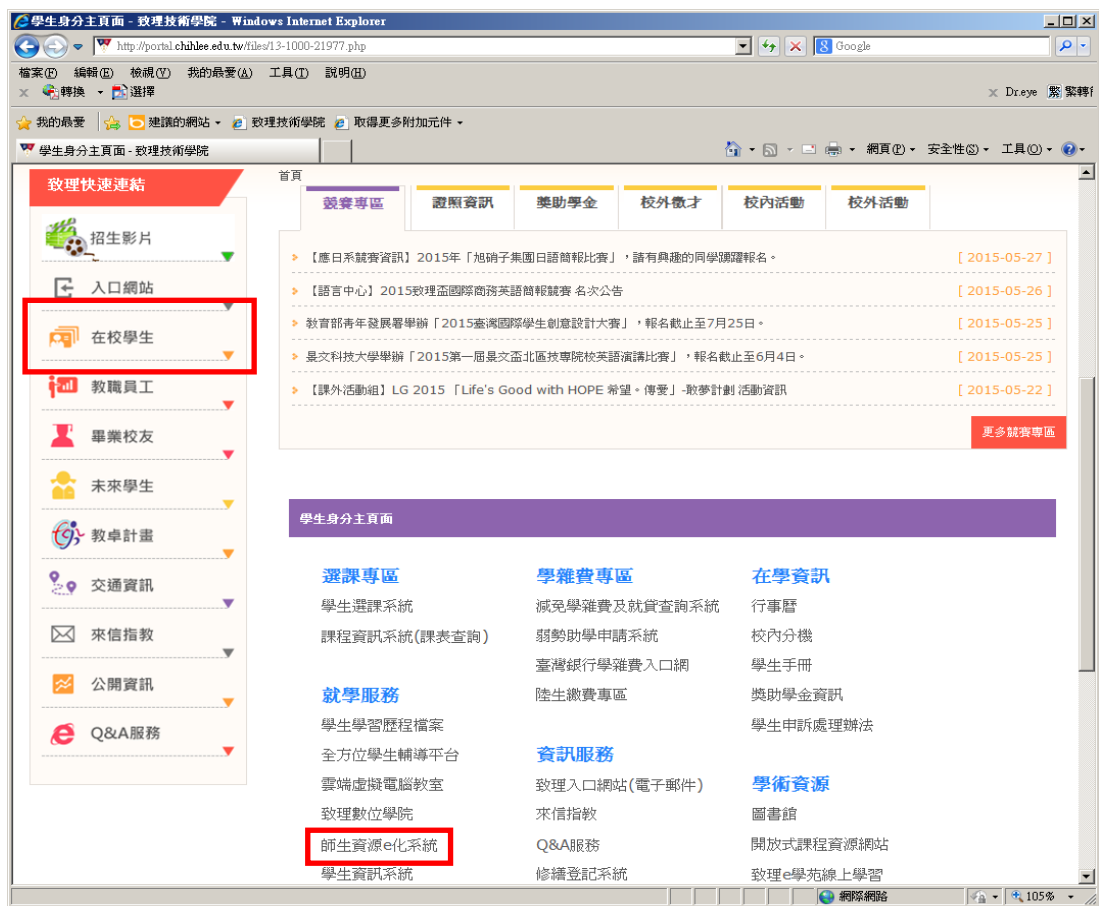 學生身分主頁面 - 致理技術學院 - Windows Internet Explorer
http://portal.chihlee.edu.tw/files/13-1000-21977.php
Google
檔案(F) 編輯(E) 檢視(V) 我的最愛(A) 工具(T) 說明(H)
轉換 選擇
Dr.eye 繁 繁轉
我的最愛 建議的網站 致理技術學院 取得更多附加元件
學生身分主頁面 - 致理技術學院
網頁(P) 安全性(S) 工具(O)
致理快速連結
招生影片
入口網站
在校學生
教職員工
畢業校友
未來學生
教卓計畫
交通資訊
來信指教
公開資訊
Q&A服務
首頁
競賽專區 證照資訊 獎助學金 校外徵才 校內活動 校外活動
【應日系競賽資訊】2015年「旭硝子集團日語簡報比賽」，請有興趣的同學踴躍報名。 [ 2015-05-27 ]
【語言中心】2015致理盃國際商務英語簡報競賽 名次公告 [ 2015-05-26 ]
教育部青年發展署舉辦「2015臺灣國際學生創意設計大賽」，報名截止至7月25日。 [ 2015-05-25 ]
景文科技大學舉辦「2015第一屆景文盃北區技專院校英語演講比賽」，報名截止至6月4日。 [ 2015-05-25 ]
【課外活動組】LG 2015 「Life's Good with HOPE 希望。傳愛」-敢夢計劃 活動資訊 [ 2015-05-22 ]
更多競賽專區
學生身分主頁面
選課專區
學生選課系統
課程資訊系統(課表查詢)
就學服務
學生學習歷程檔案
全方位學生輔導平台
雲端虛擬電腦教室
致理數位學院
師生資源e化系統
學生資訊系統
學雜費專區
減免學雜費及就貸查詢系統
弱勢助學申請系統
臺灣銀行學雜費入口網
陸生繳費專區
資訊服務
致理入口網站(電子郵件)
來信指教
Q&A服務
修繕登記系統
在學資訊
行事曆
校內分機
學生手冊
獎助學金資訊
學生申訴處理辦法
學術資源
圖書館
開放式課程資源網站
致理e學苑線上學習
網際網路
105%